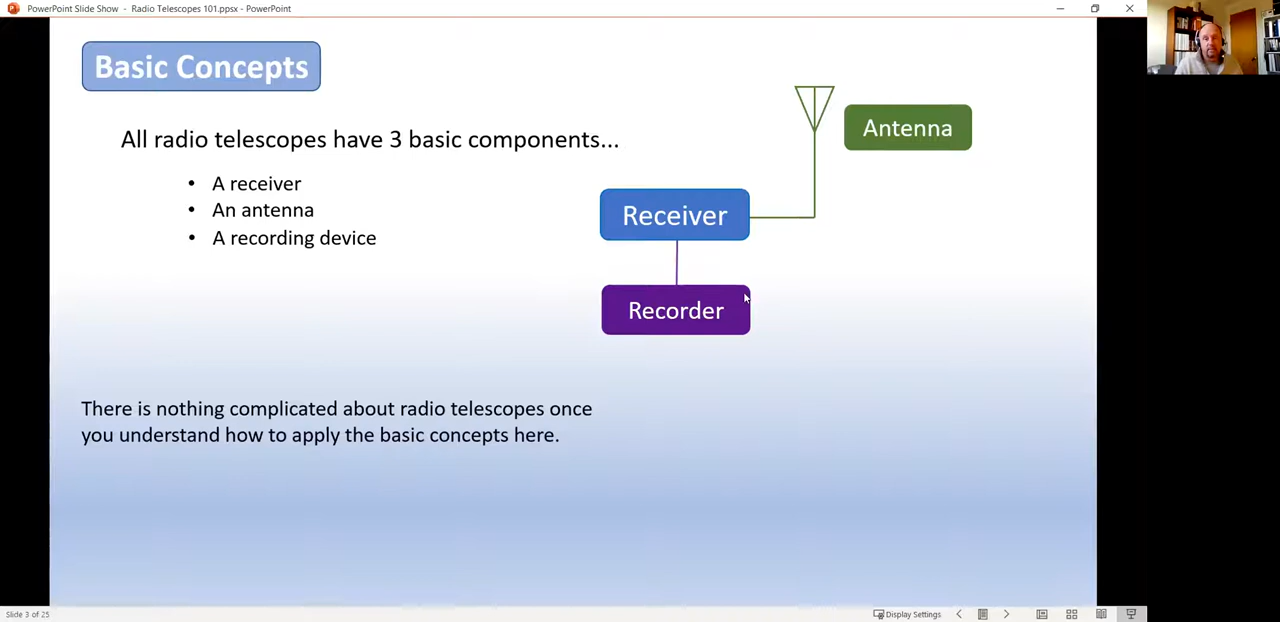 PowerPoint Slide Show - Radio Telescopes 101.ppsx - PowerPoint
Basic Concepts
All radio telescopes have 3 basic components...
• A receiver
• An antenna
• A recording device
Antenna
Receiver
Recorder
There is nothing complicated about radio telescopes once
you understand how to apply the basic concepts here.
Slide 3 of 25
Display Settings